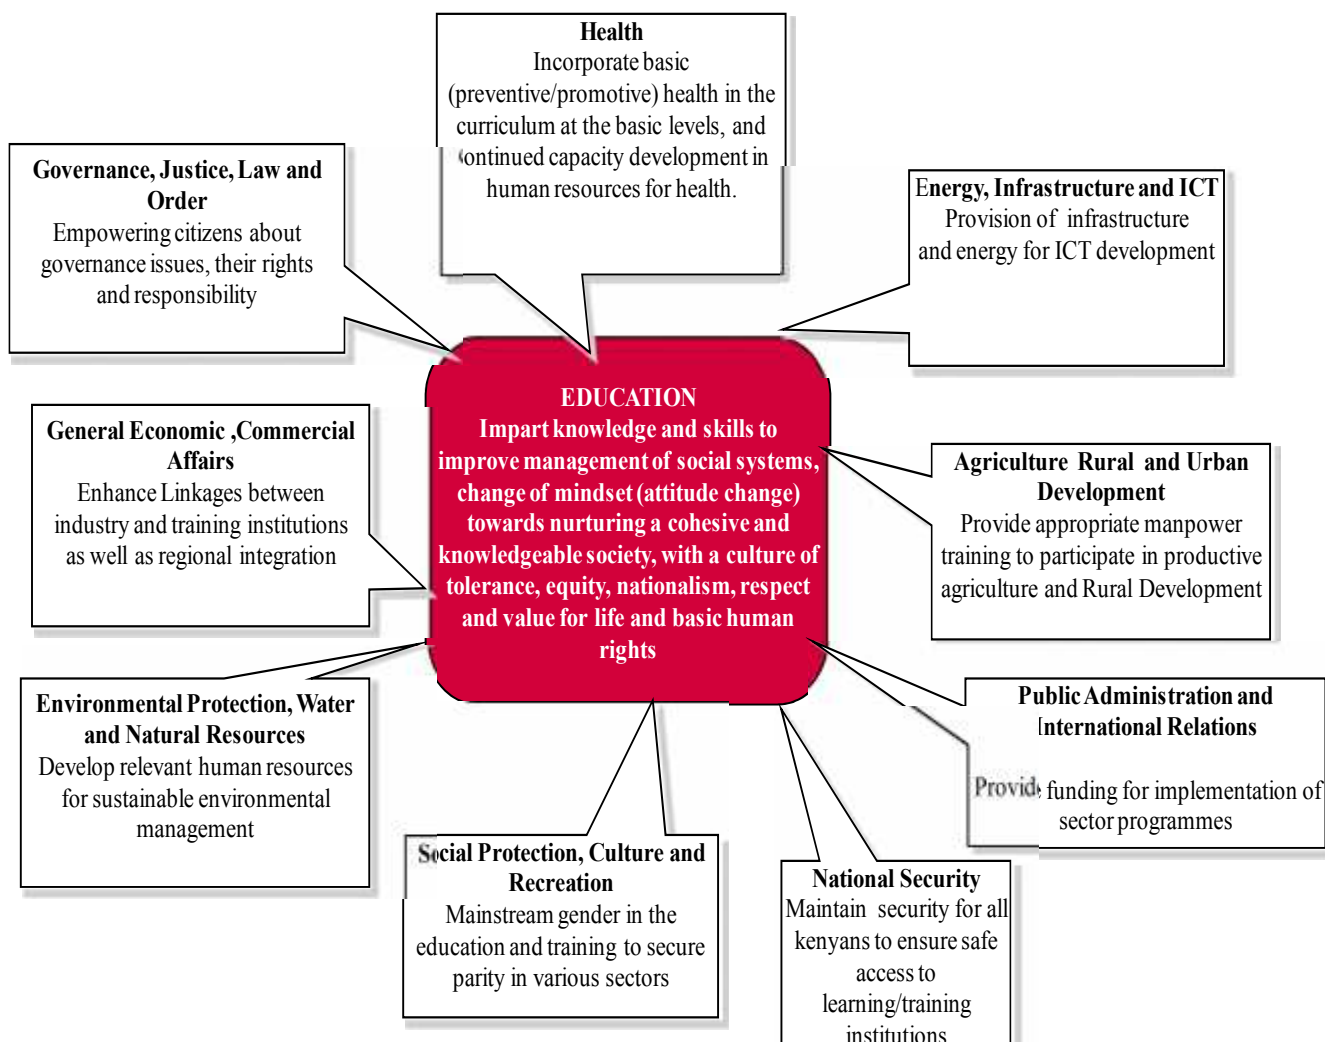 Health
Incorporate basic
(preventive/promotive) health in the
curriculum at the basic levels, and
continued capacity development in
human resources for health.
Governance, Justice, Law and
Order
Empowering citizens about
governance issues, their rights
and responsibility
Energy, Infrastructure and ICT
Provision of infrastructure
and energy for ICT development
EDUCATION
Impart knowledge and skills to
improve management of social systems,
change of mindset (attitude change)
towards nurturing a cohesive and
knowledgeable society, with a culture of
tolerance, equity, nationalism, respect
and value for life and basic human
rights
General Economic ,Commercial
Affairs
Enhance Linkages between
industry and training institutions
as well as regional integration
Agriculture Rural and Urban
Development
Provide appropriate manpower
training to participate in productive
agriculture and Rural Development
Environmental Protection, Water
and Natural Resources
Develop relevant human resources
for sustainable environmental
management
Public Administration and
International Relations
Provide funding for implementation of
sector programmes
Social Protection, Culture and
Recreation
Mainstream gender in the
education and training to secure
parity in various sectors
National Security
Maintain security for all
kenyans to ensure safe
access to
learning/training
institutions